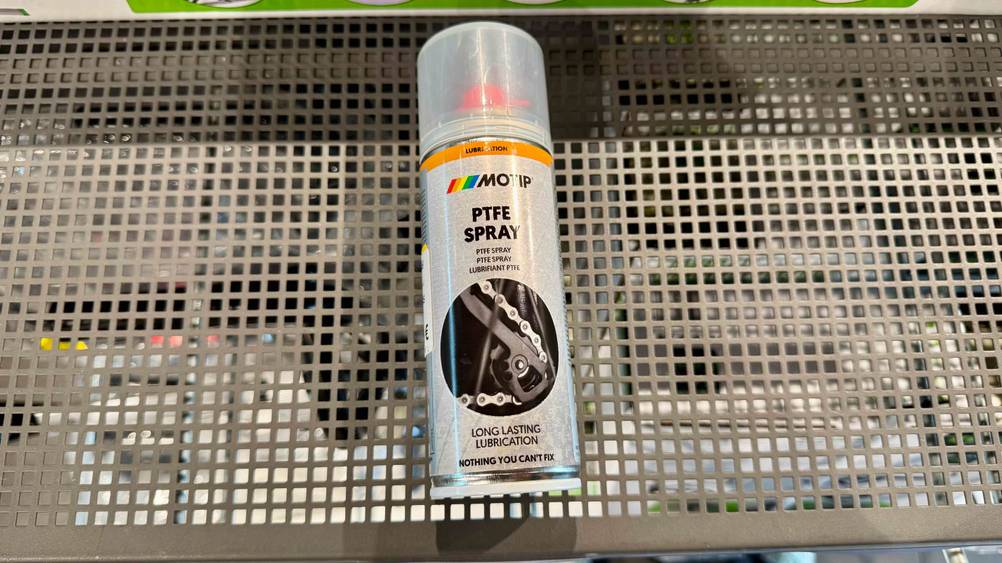 LUBRICATION
MOTIP
PTFE
SPRAY
PTFE SPRAY
PTFE SPRAY
LUBRIFIANT PTFE
LONG LASTING
LUBRICATION
NOTHING YOU CAN'T FIX